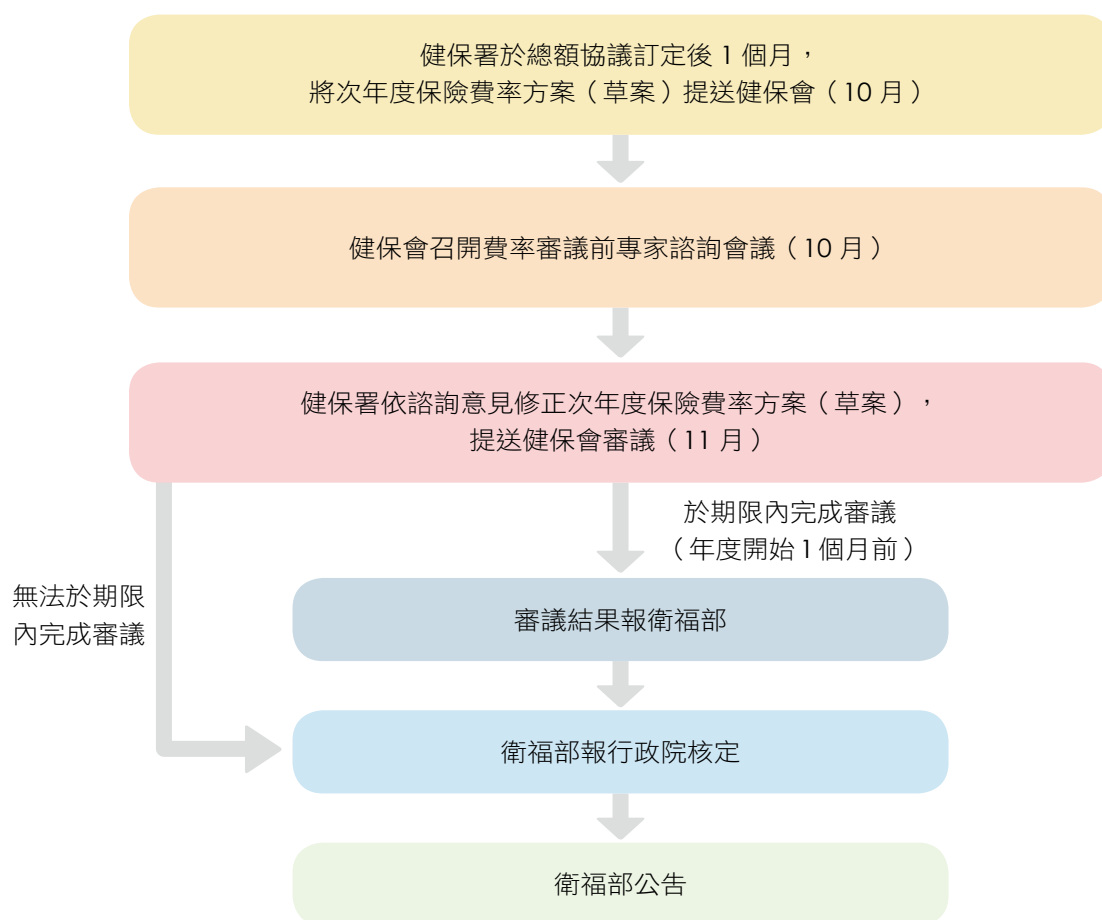 健保署於總額協議訂定後 1 個月，
將次年度保險費率方案（草案）提送健保會（10 月）
健保會召開費率審議前專家諮詢會議（10 月）
健保署依諮詢意見修正次年度保險費率方案（草案），
提送健保會審議（11 月）
於期限內完成審議
（年度開始 1 個月前）
無法於期限
內完成審議
審議結果報衛福部
衛福部報行政院核定
衛福部公告